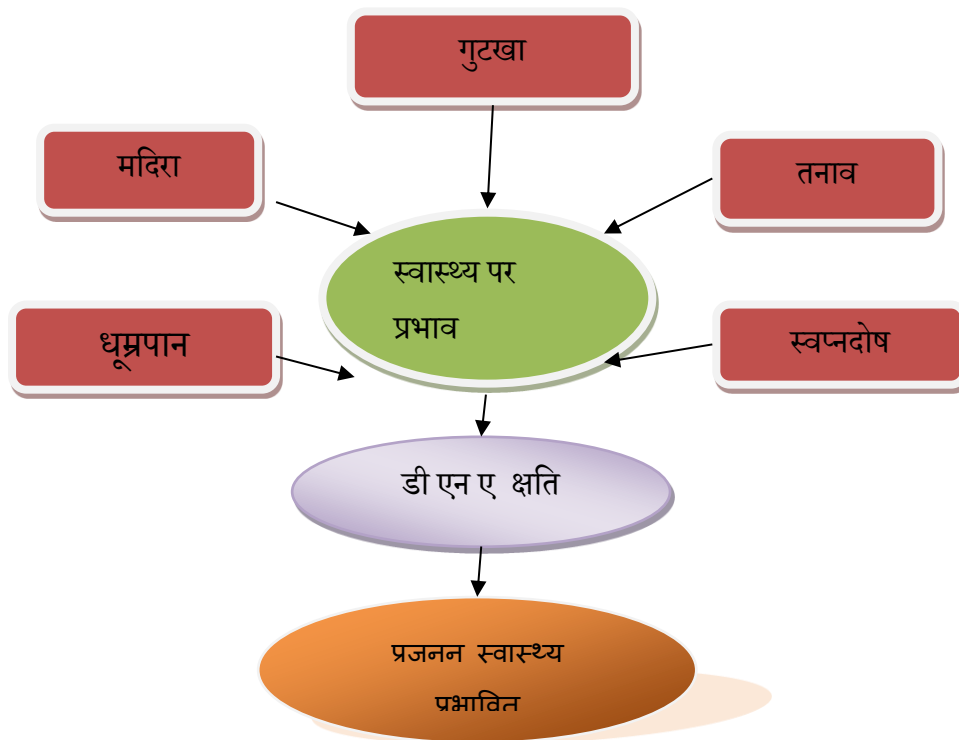 गुटखा
मदिरा
तनाव
स्वास्थ्य पर
प्रभाव
धूम्रपान
स्वप्नदोष
डी एन ए क्षति
प्रजनन स्वास्थ्य
प्रभावित